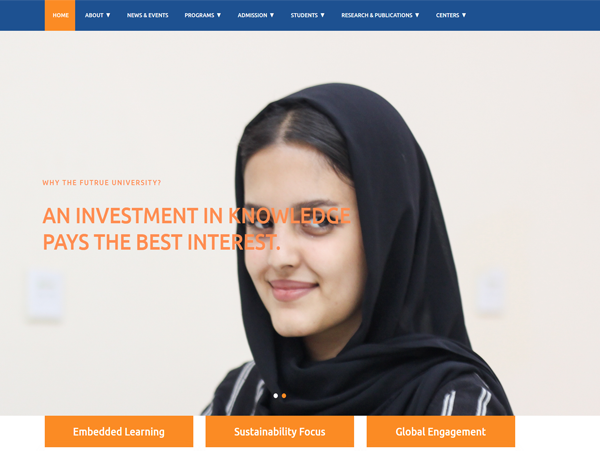 HOME ABOUT ▼ NEWS & EVENTS PROGRAMS ▼ ADMISSION ▼ STUDENTS ▼ RESEARCH & PUBLICATIONS ▼ CENTERS ▼
WHY THE FUTRUE UNIVERSITY?
AN INVESTMENT IN KNOWLEDGE
PAYS THE BEST INTEREST.
Embedded Learning Sustainability Focus Global Engagement